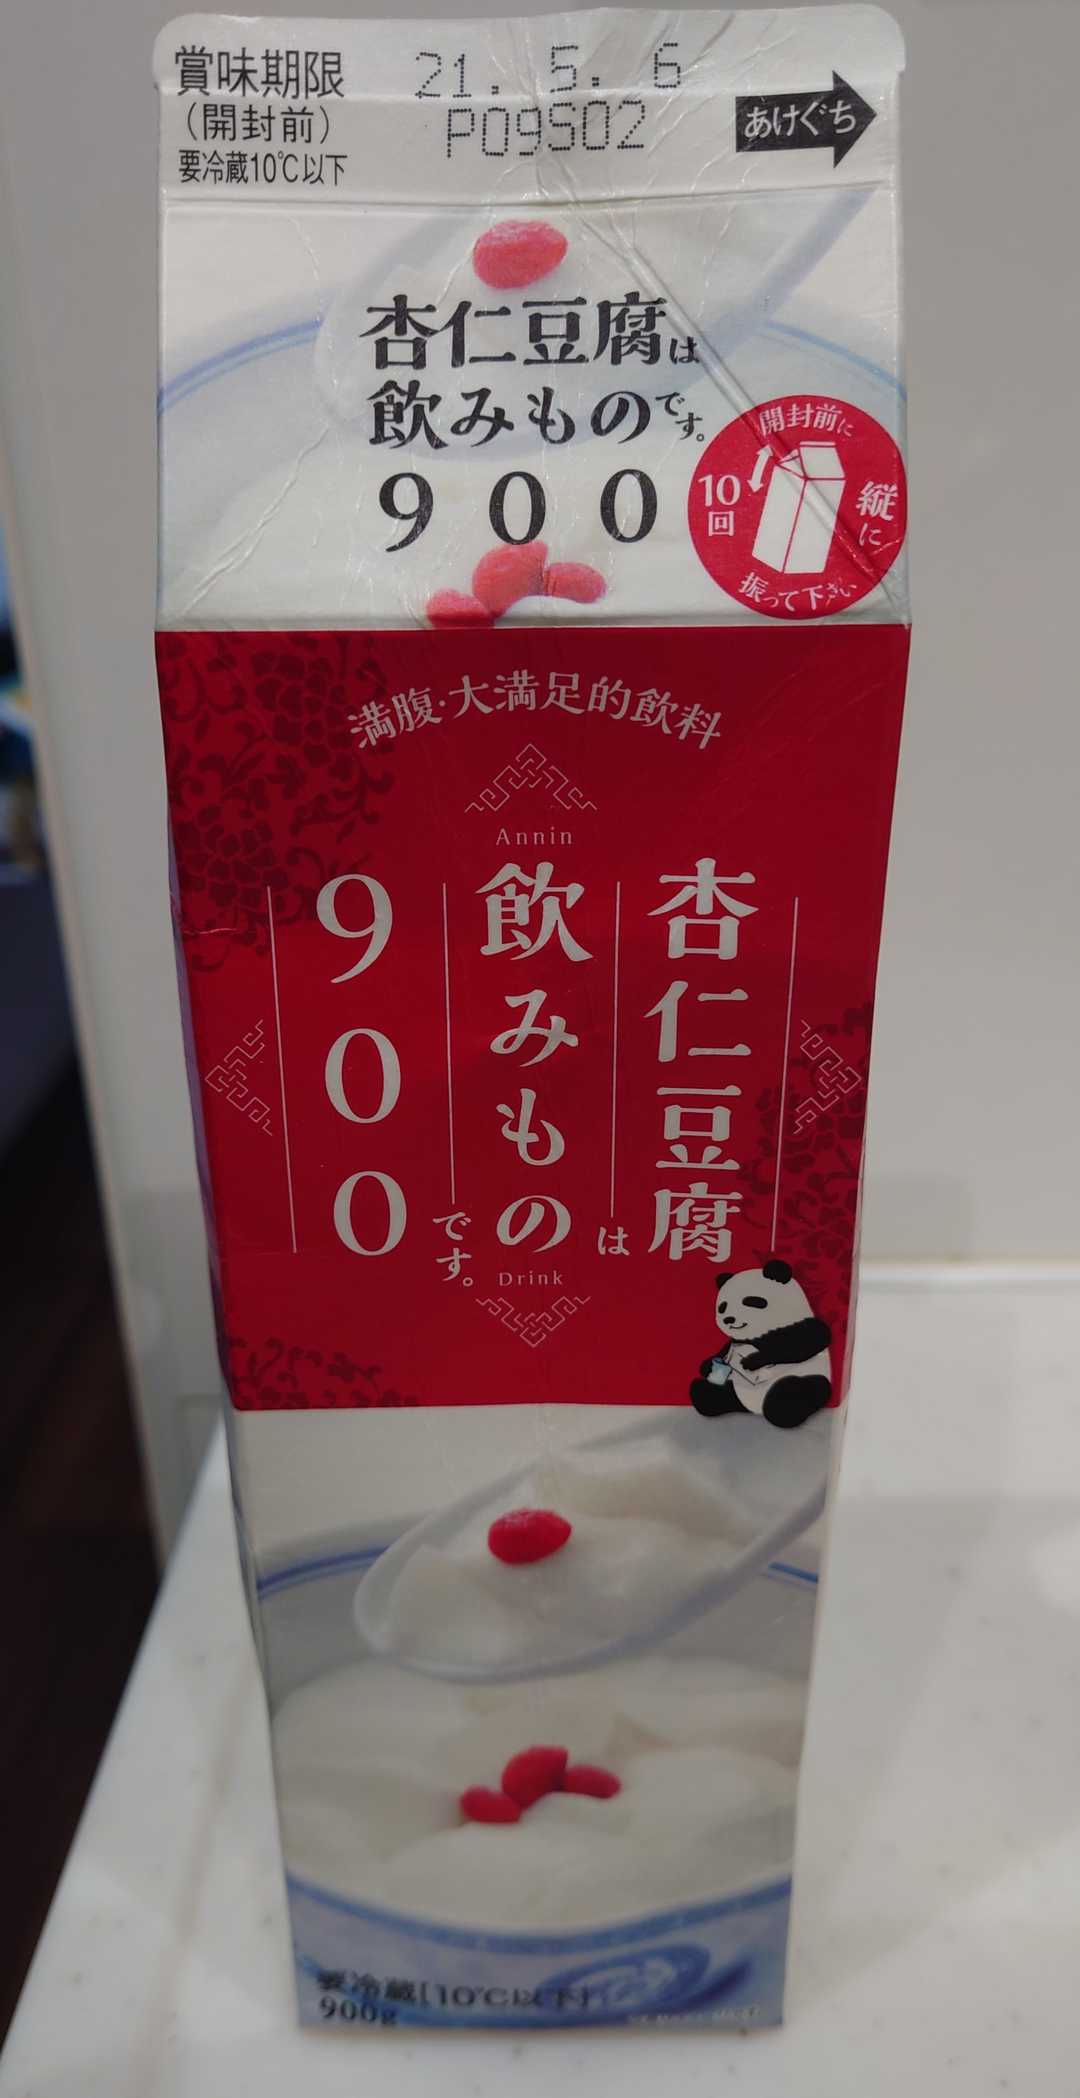 賞味期限
(開封前)
要冷蔵10℃以下
21. 5. 6
P09S02
あけぐち
杏仁豆腐は
飲みものです。
900
開封前に
10回
縦に
振って下さい
満腹・大満足的飲料
Annin
杏仁豆腐は
飲みものです。
900
Drink
要冷蔵[10℃以下]
900g